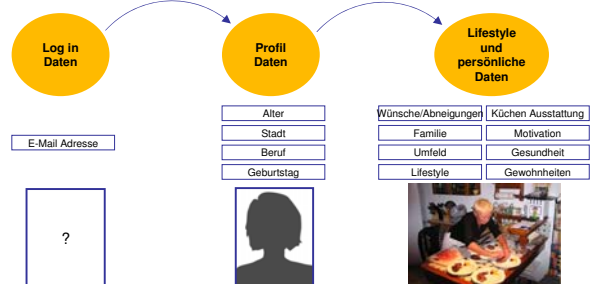 Log in
Daten
Profil
Daten
Lifestyle
und
persönliche
Daten
E-Mail Adresse
Alter
Stadt
Beruf
Geburtstag
Wünsche/Abneigungen
Küchen Ausstattung
Familie
Motivation
Umfeld
Gesundheit
Lifestyle
Gewohnheiten
?